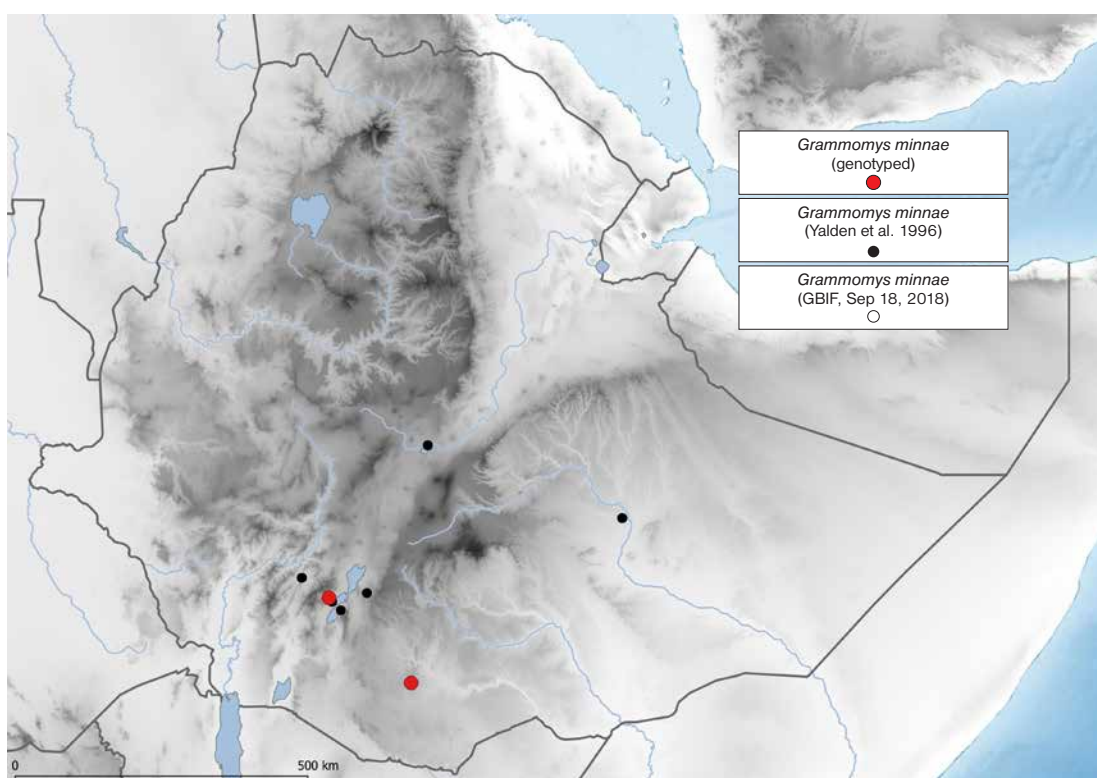 Grammomys minnae
(genotyped)
Grammomys minnae
(Yalden et al. 1996)
Grammomys minnae
(GBIF, Sep 18, 2018)
0
500 km